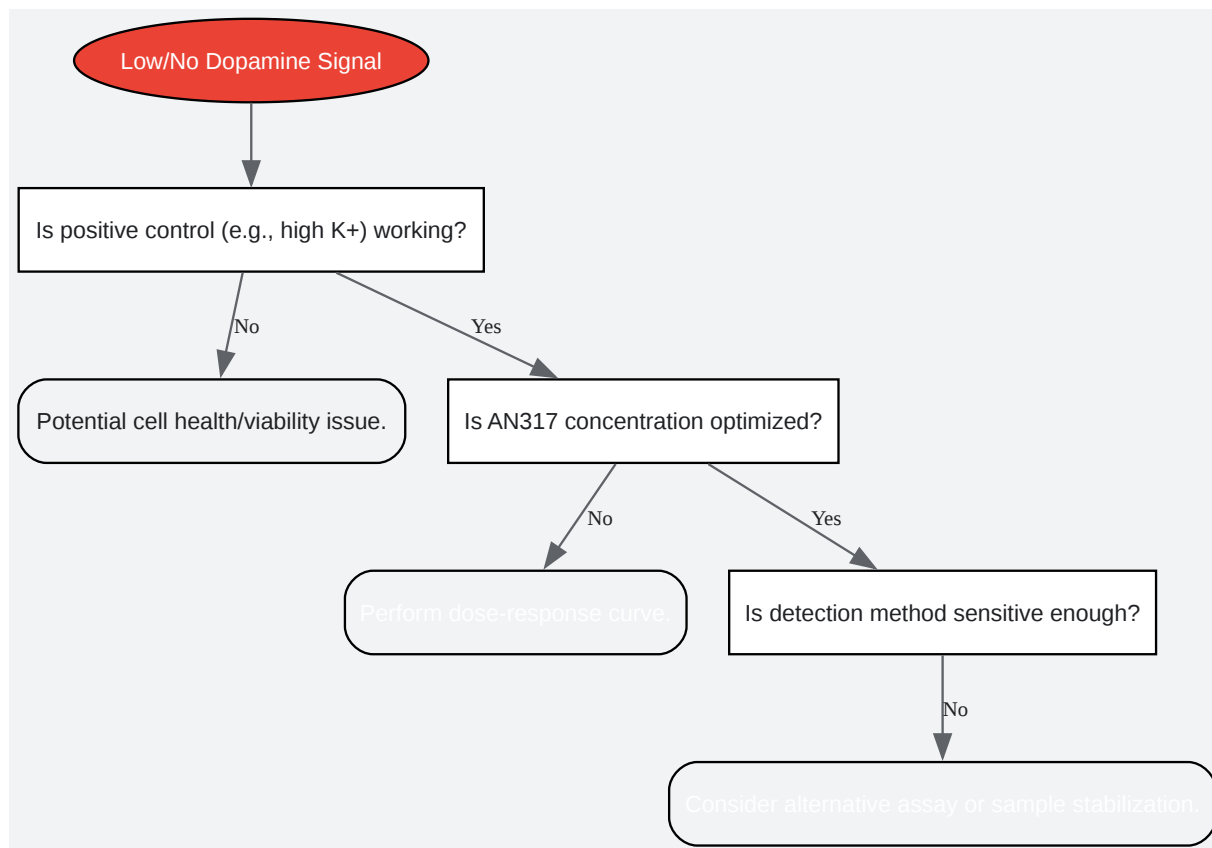 Low/No Dopamine Signal
Is positive control (e.g., high K+) working?
No
Yes
Potential cell health/viability issue.
Is AN317 concentration optimized?
No
Yes
Perform dose-response curve.
Is detection method sensitive enough?
No
Consider alternative assay or sample stabilization.